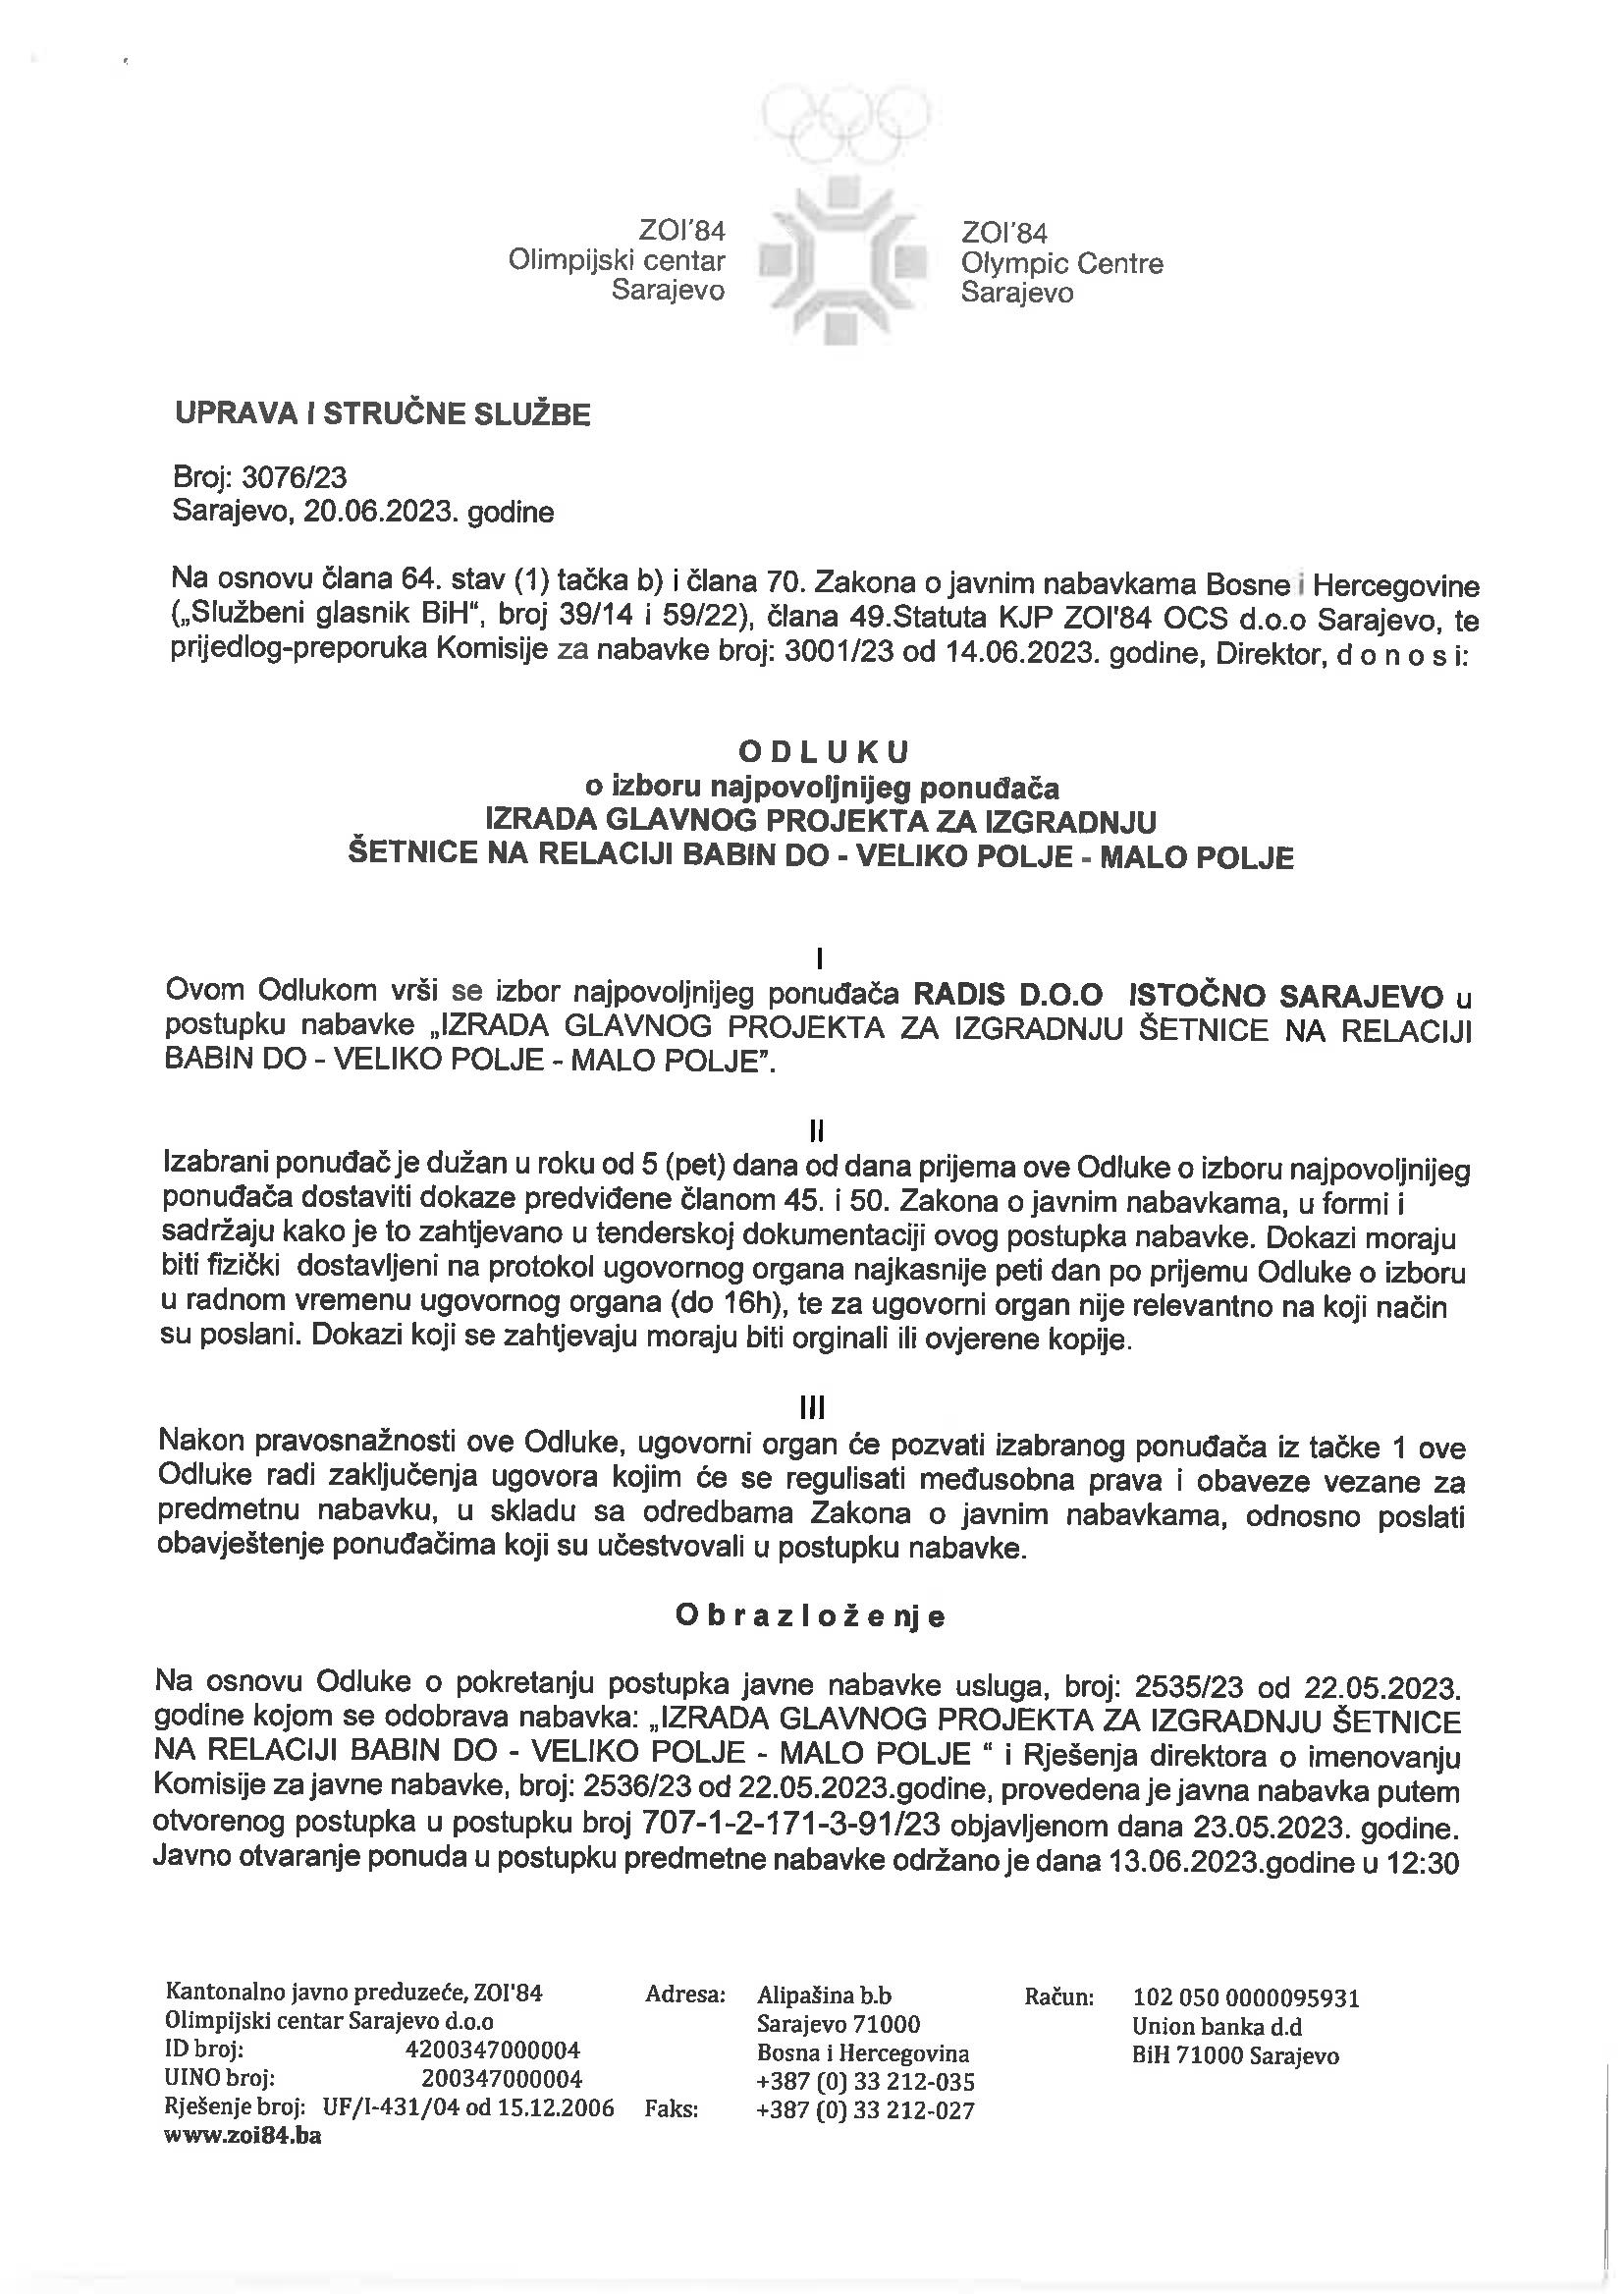 ZOI'84
Olimpijski centar
Sarajevo
ZOI'84
Olympic Centre
Sarajevo
UPRAVA I STRUČNE SLUŽBE
Broj: 3076/23
Sarajevo, 20.06.2023. godine
Na osnovu člana 64. stav (1) tačka b) i člana 70. Zakona o javnim nabavkama Bosne i Hercegovine
(„Službeni glasnik BiH“, broj 39/14 i 59/22), člana 49.Statuta KJP ZOI'84 OCS d.o.o Sarajevo, te
prijedlog-preporuka Komisije za nabavke broj: 3001/23 od 14.06.2023. godine, Direktor, d o n o s i:
O D L U K U
o izboru najpovoljnijeg ponuđača
IZRADA GLAVNOG PROJEKTA ZA IZGRADNJU
ŠETNICE NA RELACIJI BABIN DO - VELIKO POLJE - MALO POLJE
I
Ovom Odlukom vrši se izbor najpovoljnijeg ponuđača RADIS D.O.O ISTOČNO SARAJEVO u
postupku nabavke „IZRADA GLAVNOG PROJEKTA ZA IZGRADNJU ŠETNICE NA RELACIJI
BABIN DO - VELIKO POLJE - MALO POLJE”.
II
Izabrani ponuđač je dužan u roku od 5 (pet) dana od dana prijema ove Odluke o izboru najpovoljnijeg
ponuđača dostaviti dokaze predviđene članom 45. i 50. Zakona o javnim nabavkama, u formi i
sadržaju kako je to zahtjevano u tenderskoj dokumentaciji ovog postupka nabavke. Dokazi moraju
biti fizički dostavljeni na protokol ugovornog organa najkasnije peti dan po prijemu Odluke o izboru
u radnom vremenu ugovornog organa (do 16h), te za ugovorni organ nije relevantno na koji način
su poslani. Dokazi koji se zahtjevaju moraju biti orginali ili ovjerene kopije.
III
Nakon pravosnažnosti ove Odluke, ugovorni organ će pozvati izabranog ponuđača iz tačke 1 ove
Odluke radi zaključenja ugovora kojim će se regulisati međusobna prava i obaveze vezane za
predmetnu nabavku, u skladu sa odredbama Zakona o javnim nabavkama, odnosno poslati
obavještenje ponuđačima koji su učestvovali u postupku nabavke.
O b r a z l o ž e nj e
Na osnovu Odluke o pokretanju postupka javne nabavke usluga, broj: 2535/23 od 22.05.2023.
godine kojom se odobrava nabavka: „IZRADA GLAVNOG PROJEKTA ZA IZGRADNJU ŠETNICE
NA RELACIJI BABIN DO - VELIKO POLJE - MALO POLJE “ i Rješenja direktora o imenovanju
Komisije za javne nabavke, broj: 2536/23 od 22.05.2023.godine, provedena je javna nabavka putem
otvorenog postupka u postupku broj 707-1-2-171-3-91/23 objavljenom dana 23.05.2023. godine.
Javno otvaranje ponuda u postupku predmetne nabavke održano je dana 13.06.2023.godine u 12:30
Kantonalno javno preduzeće, ZOI'84
Olimpijski centar Sarajevo d.o.o
ID broj: 4200347000004
UINO broj: 200347000004
Rješenje broj: UF/I-431/04 od 15.12.2006
www.zoi84.ba
Adresa: Alipašina b.b
Sarajevo 71000
Bosna i Hercegovina
+387 (0) 33 212-035
Faks: +387 (0) 33 212-027
Račun: 102 050 0000095931
Union banka d.d
BiH 71000 Sarajevo